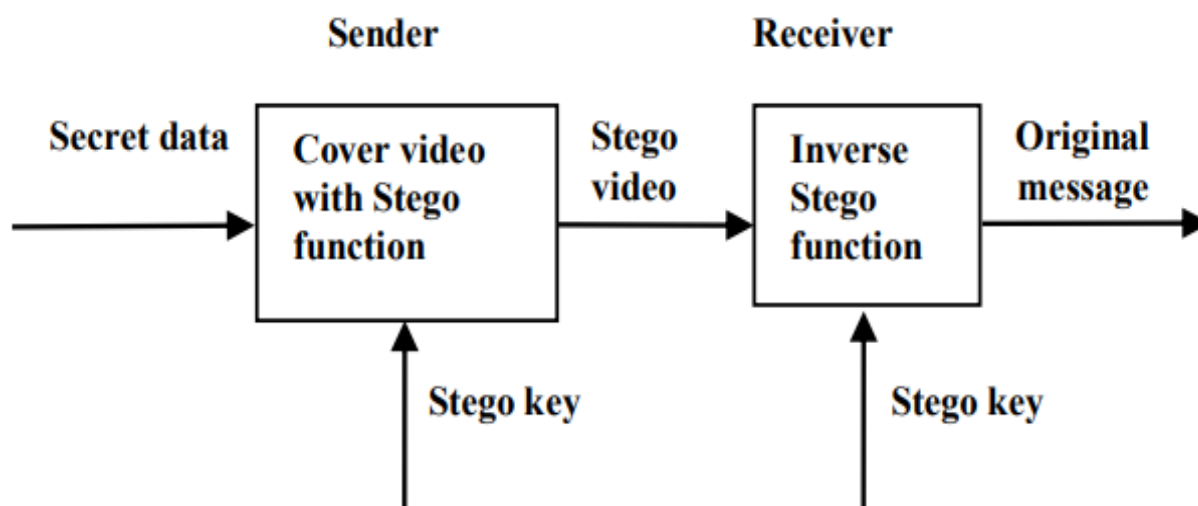 Sender
Receiver
Secret data
Cover video
with Stego
function
Stego
video
Inverse
Stego
function
Original
message
Stego key
Stego key